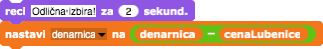 reci Odlična izbira! za 2 sekund.
nastavi denarnica na denarnica - cenaLubenice